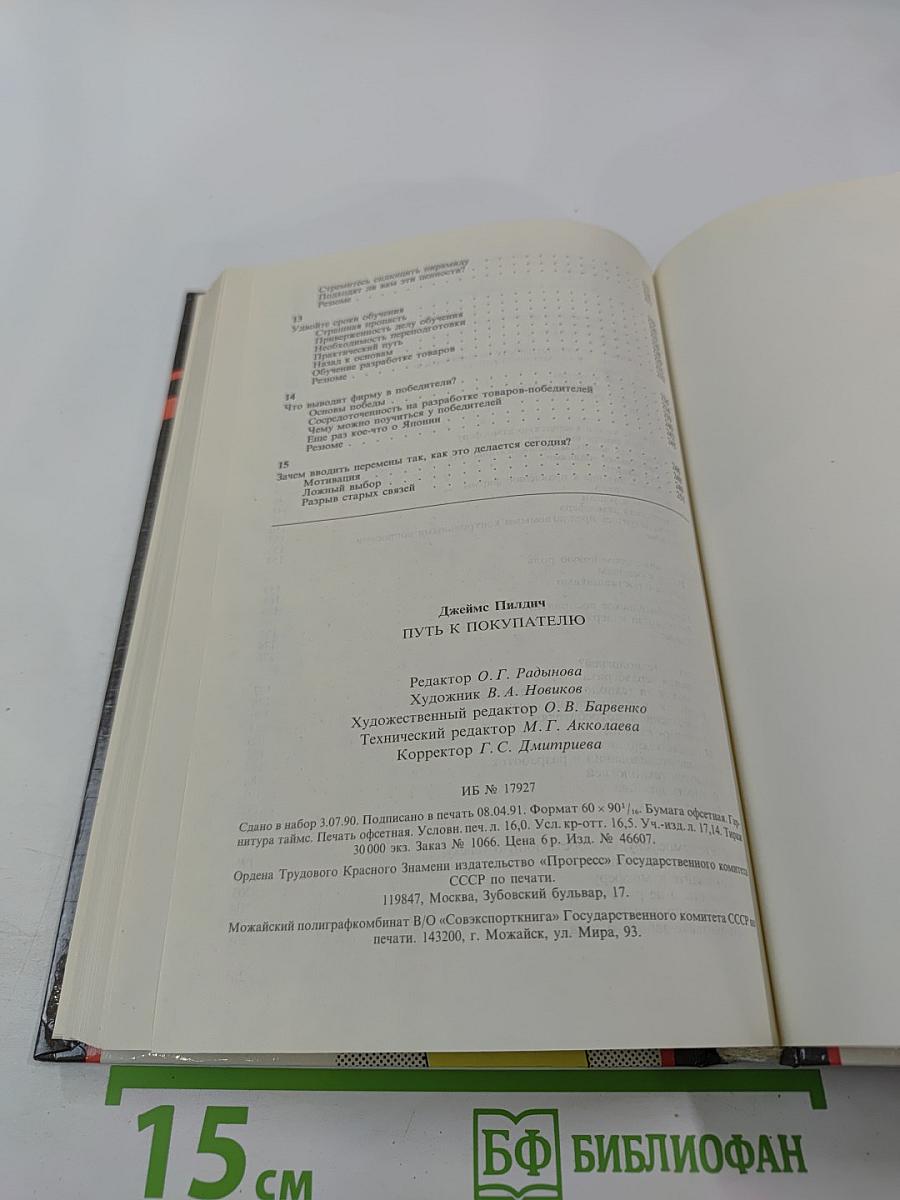 Стремитесь сплющить пирамиду
Подходят ли вам эти ценности?
Резюме
13
Удвойте сроки обучения
Странная пропасть
Приверженность делу обучения
Необходимость переподготовки
Практический путь
Назад к основам
Обучение разработке товаров
Резюме
14
Что выводит фирму в победители?
Основы победы
Сосредоточенность на разработке товаров-победителей
Чему можно поучиться у победителей
Еще раз кое-что о Японии
Резюме
15
Зачем вводить перемены так, как это делается сегодня?
Мотивация
Ложный выбор
Разрыв старых связей
Джеймс Пилдич
ПУТЬ К ПОКУПАТЕЛЮ
Редактор О. Г. Радынова
Художник В. А. Новиков
Художественный редактор О. В. Барвенко
Технический редактор М. Г. Акколаева
Корректор Г. С. Дмитриева
ИБ № 17927
Сдано в набор 3.07.90. Подписано в печать 08.04.91. Формат 60 × 90¹/₁₆. Бумага офсетная. Гар-
нитура таймс. Печать офсетная. Условн. печ. л. 16,0. Усл. кр-отт. 16,5. Уч.-изд. л. 17,14. Тираж
30 000 экз. Заказ № 1066. Цена 6 р. Изд. № 46607.
Ордена Трудового Красного Знамени издательство «Прогресс» Государственного комитета
СССР по печати.
119847, Москва, Зубовский бульвар, 17.
Можайский полиграфкомбинат В/О «Совэкспорткнига» Государственного комитета СССР по
печати. 143200, г. Можайск, ул. Мира, 93.
15 см
БФ БИБЛИОФАН